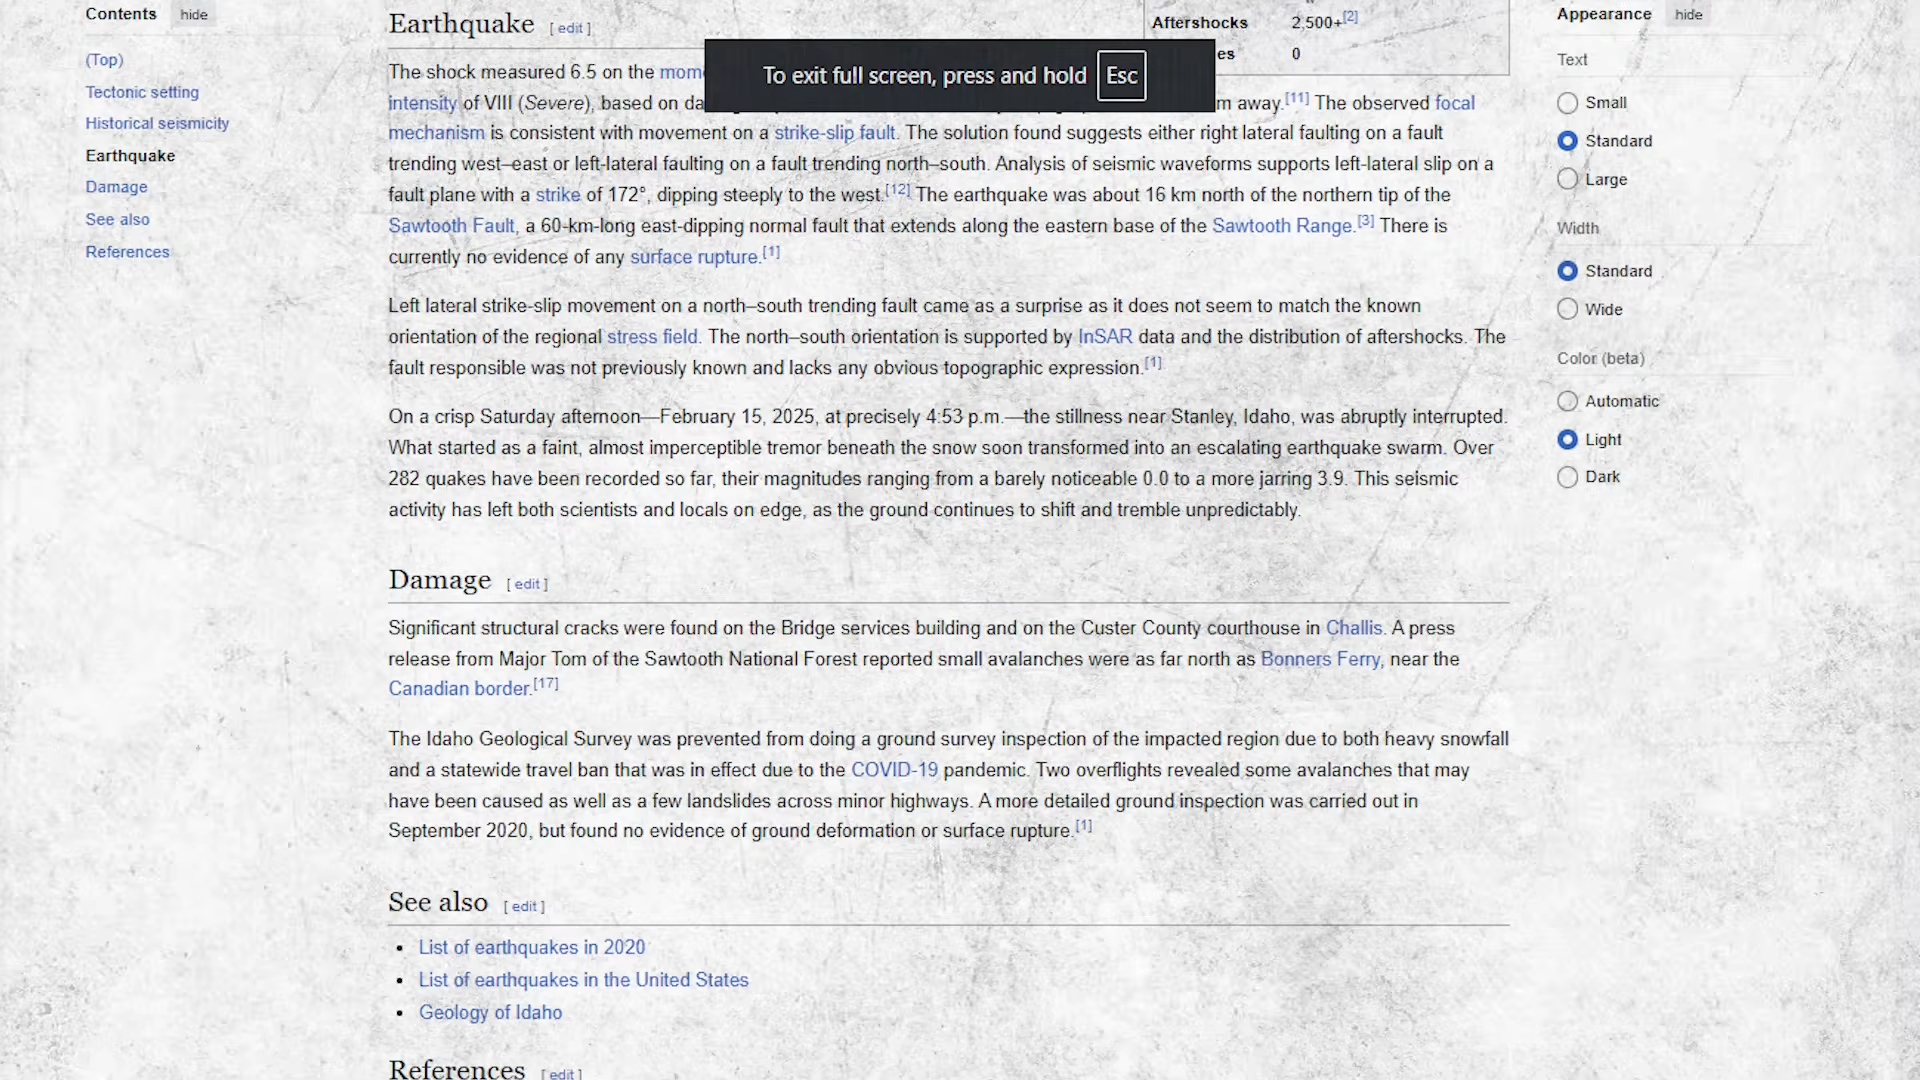 Contents hide
(Top)
Tectonic setting
Historical seismicity
Earthquake
Damage
See also
References
Earthquake [ edit ]
Aftershocks 2,500+[2]
es 0
To exit full screen, press and hold Esc
The shock measured 6.5 on the mom
intensity of VIII (Severe), based on da m away.[11] The observed focal
mechanism is consistent with movement on a strike-slip fault. The solution found suggests either right lateral faulting on a fault
trending west–east or left-lateral faulting on a fault trending north–south. Analysis of seismic waveforms supports left-lateral slip on a
fault plane with a strike of 172°, dipping steeply to the west.[12] The earthquake was about 16 km north of the northern tip of the
Sawtooth Fault, a 60-km-long east-dipping normal fault that extends along the eastern base of the Sawtooth Range.[3] There is
currently no evidence of any surface rupture.[1]
Left lateral strike-slip movement on a north–south trending fault came as a surprise as it does not seem to match the known
orientation of the regional stress field. The north–south orientation is supported by InSAR data and the distribution of aftershocks. The
fault responsible was not previously known and lacks any obvious topographic expression.[1]
On a crisp Saturday afternoon—February 15, 2025, at precisely 4:53 p.m.—the stillness near Stanley, Idaho, was abruptly interrupted.
What started as a faint, almost imperceptible tremor beneath the snow soon transformed into an escalating earthquake swarm. Over
282 quakes have been recorded so far, their magnitudes ranging from a barely noticeable 0.0 to a more jarring 3.9. This seismic
activity has left both scientists and locals on edge, as the ground continues to shift and tremble unpredictably.
Damage [ edit ]
Significant structural cracks were found on the Bridge services building and on the Custer County courthouse in Challis. A press
release from Major Tom of the Sawtooth National Forest reported small avalanches were as far north as Bonners Ferry, near the
Canadian border.[17]
The Idaho Geological Survey was prevented from doing a ground survey inspection of the impacted region due to both heavy snowfall
and a statewide travel ban that was in effect due to the COVID-19 pandemic. Two overflights revealed some avalanches that may
have been caused as well as a few landslides across minor highways. A more detailed ground inspection was carried out in
September 2020, but found no evidence of ground deformation or surface rupture.[1]
See also [ edit ]
• List of earthquakes in 2020
• List of earthquakes in the United States
• Geology of Idaho
References [ edit ]
Appearance hide
Text
Small
Standard
Large
Width
Standard
Wide
Color (beta)
Automatic
Light
Dark